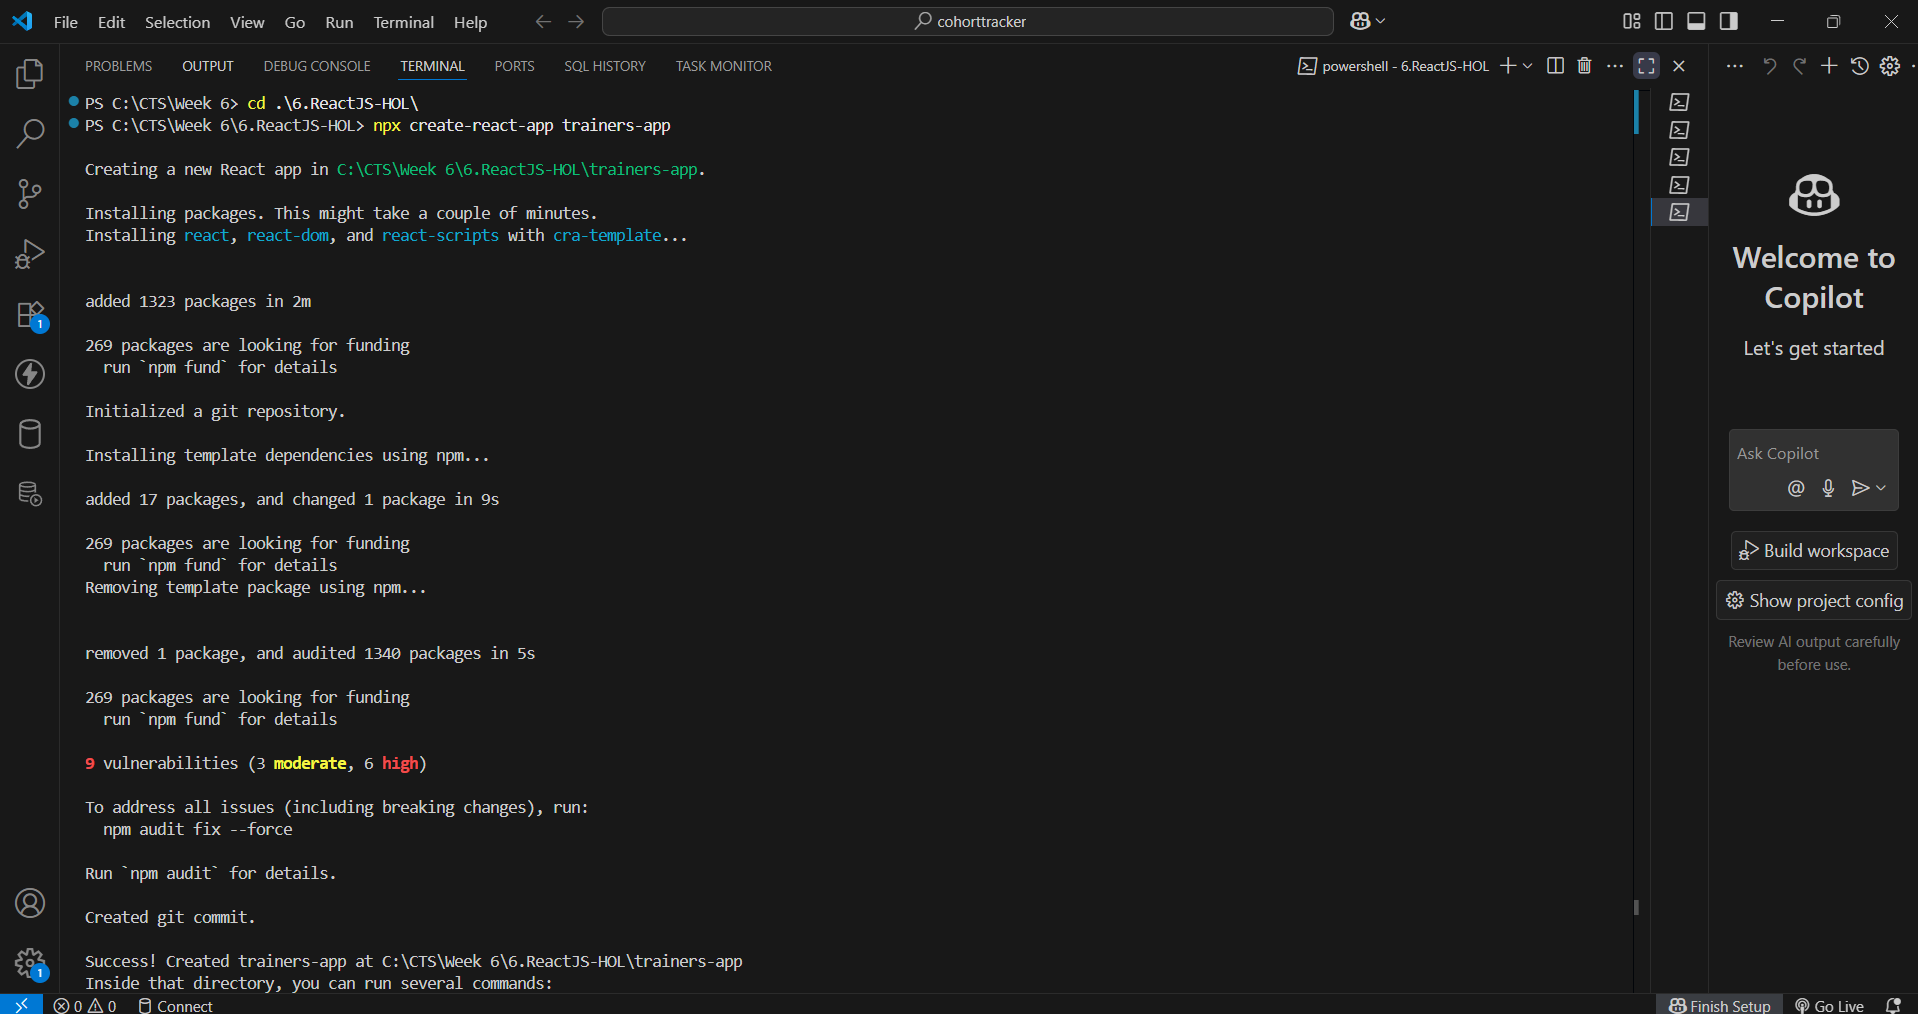 File Edit Selection View Go Run Terminal Help
cohorttracker
PROBLEMS OUTPUT DEBUG CONSOLE TERMINAL PORTS SQL HISTORY TASK MONITOR
powershell - 6.ReactJS-HOL
PS C:\CTS\Week 6> cd .\6.ReactJS-HOL\
PS C:\CTS\Week 6\6.ReactJS-HOL> npx create-react-app trainers-app
Creating a new React app in C:\CTS\Week 6\6.ReactJS-HOL\trainers-app.
Installing packages. This might take a couple of minutes.
Installing react, react-dom, and react-scripts with cra-template...
added 1323 packages in 2m
269 packages are looking for funding
  run `npm fund` for details
Initialized a git repository.
Installing template dependencies using npm...
added 17 packages, and changed 1 package in 9s
269 packages are looking for funding
  run `npm fund` for details
Removing template package using npm...
removed 1 package, and audited 1340 packages in 5s
269 packages are looking for funding
  run `npm fund` for details
9 vulnerabilities (3 moderate, 6 high)
To address all issues (including breaking changes), run:
  npm audit fix --force
Run `npm audit` for details.
Created git commit.
Success! Created trainers-app at C:\CTS\Week 6\6.ReactJS-HOL\trainers-app
Inside that directory, you can run several commands:
Welcome to
Copilot
Let's get started
Ask Copilot
Build workspace
Show project config
Review AI output carefully
before use.
1
1
0 0 Connect
Finish Setup Go Live